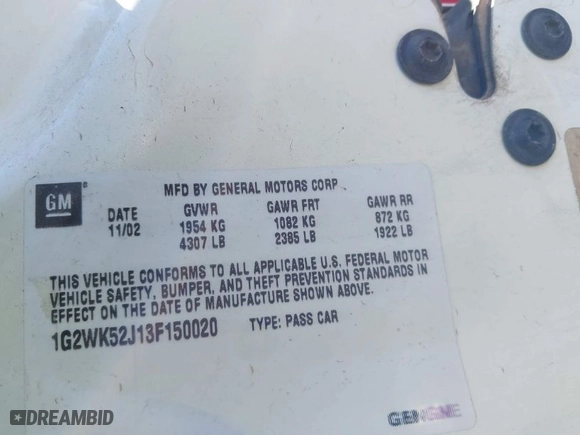 GM
®
MFD BY GENERAL MOTORS CORP
DATE GVWR GAWR FRT GAWR RR
11/02 1954 KG 1082 KG 872 KG
4307 LB 2385 LB 1922 LB
THIS VEHICLE CONFORMS TO ALL APPLICABLE U.S. FEDERAL MOTOR
VEHICLE SAFETY, BUMPER, AND THEFT PREVENTION STANDARDS IN
EFFECT ON THE DATE OF MANUFACTURE SHOWN ABOVE.
1G2WK52J13F150020 TYPE: PASS CAR
DREAMBID